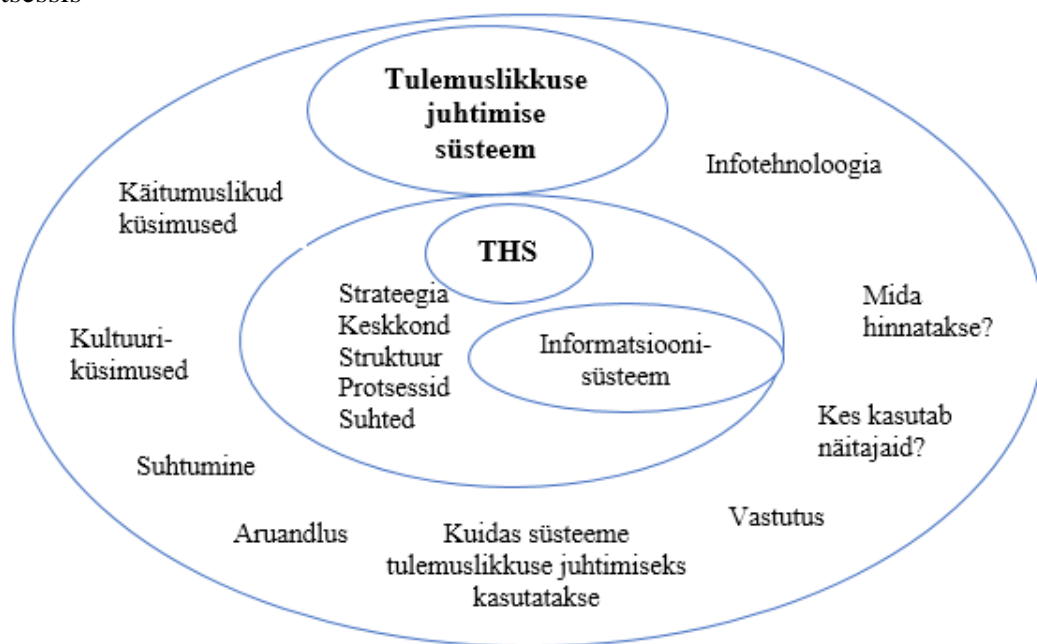 Tulemuslikkuse
juhtimise
süsteem
Infotehnoloogia
Käitumuslikud
küsimused
THS
Strateegia
Keskkond
Struktuur
Protsessid
Suhted
Informatsiooni-
süsteem
Mida
hinnatakse?
Kultuuri-
küsimused
Kes kasutab
näitajaid?
Suhtumine
Vastutus
Aruandlus
Kuidas süsteeme
tulemuslikkuse juhtimiseks
kasutatakse